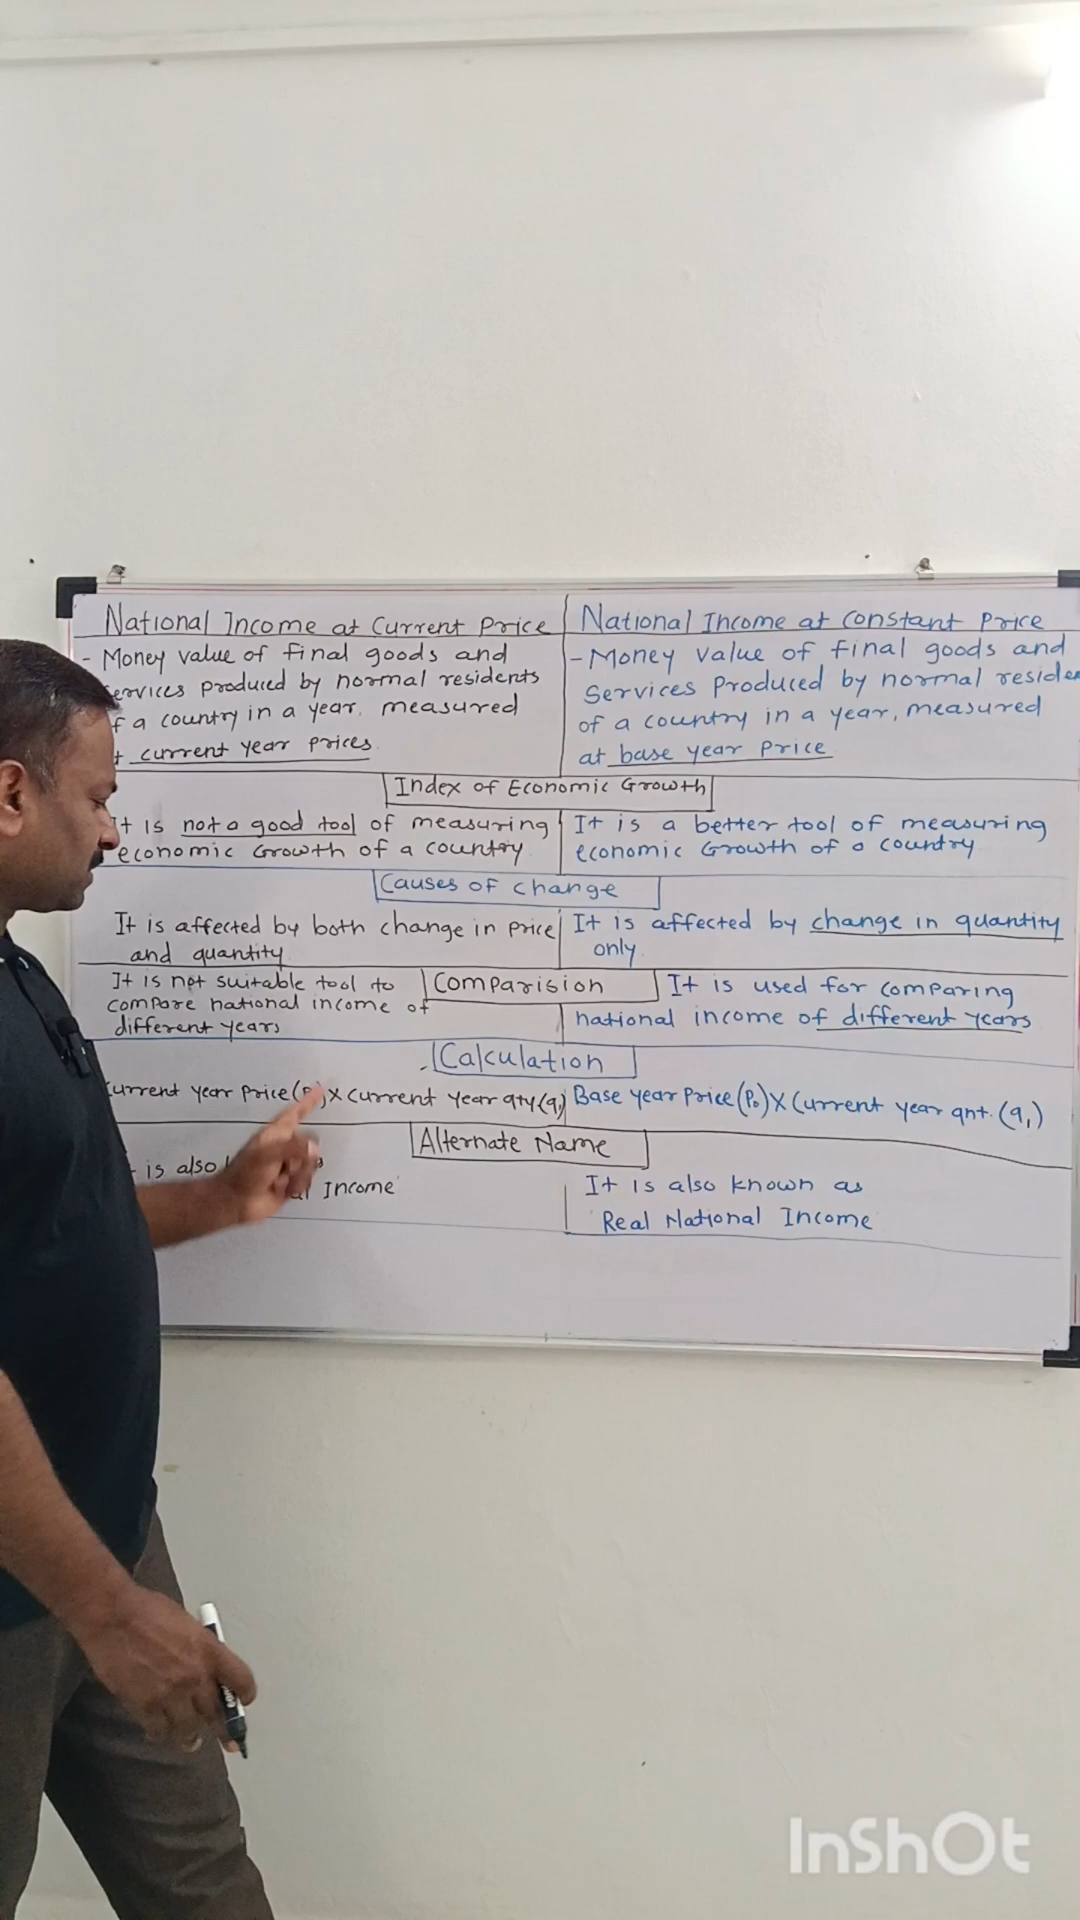 National Income at Current Price
- Money value of final goods and
ervices produced by normal residents
f a country in a year. measured
current year prices.
National Income at constant price
- Money value of final goods and
Services Produced by normal reside
of a country in a year, measured
at base year price
Index of Economic Growth
It is not a good tool of measuring
economic Growth of a country
It is a better tool of measuring
economic Growth of a country
Causes of change
It is affected by both change in price
and quantity
It is affected by change in quantity
only.
Comparision
It is not suitable tool to
compare national income of
different years
It is used for comparing
national income of different years
Calculation
urrent year price (P) x current year qty (q1)
Base year price (P0) x Current year qnt. (q1)
Alternate Name
is also
Income
It is also known as
Real National Income
InShOt